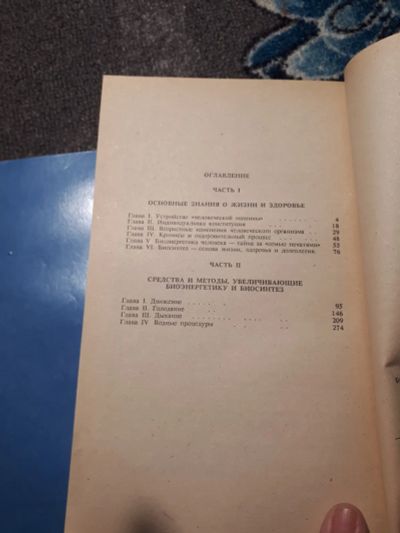 ОГЛАВЛЕНИЕ
ЧАСТЬ I
ОСНОВНЫЕ ЗНАНИЯ О ЖИЗНИ И ЗДОРОВЬЕ
Глава I. Устройство «человеческой машины» 4
Глава II. Индивидуальная конституция 18
Глава III. Возрастные изменения человеческого организма 29
Глава IV. Кризисы и оздоровительный процесс 48
Глава V Биоэнергетика человека — тайна за «семью печатями» 53
Глава VI. Биосинтез — основа жизни, здоровья и долголетия. 76
ЧАСТЬ II
СРЕДСТВА И МЕТОДЫ, УВЕЛИЧИВАЮЩИЕ
БИОЭНЕРГЕТИКУ И БИОСИНТЕЗ
Глава I. Движение 95
Глава II. Голодание 146
Глава III. Дыхание 209
Глава IV Водные процедуры 274